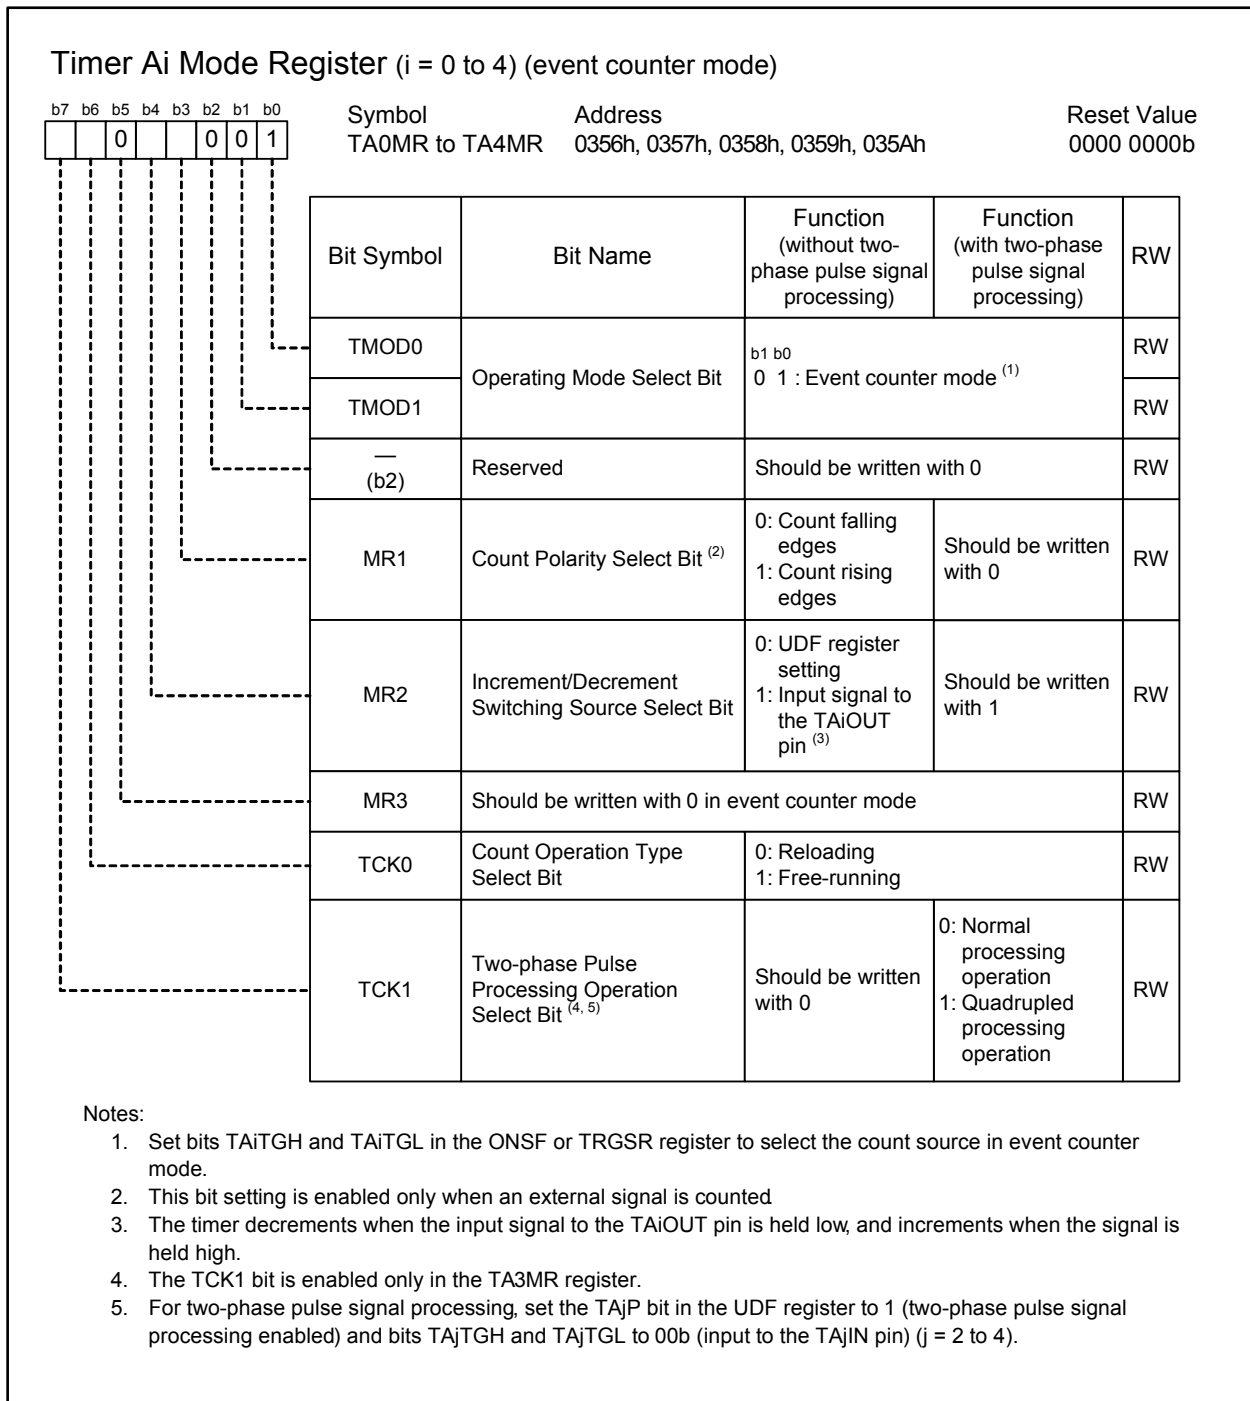 Timer Ai Mode Register (i = 0 to 4) (event counter mode)
b7 b6 b5 b4 b3 b2 b1 b0
0 0 0 1
Symbol Address Reset Value
TA0MR to TA4MR 0356h, 0357h, 0358h, 0359h, 035Ah 0000 0000b
Bit Symbol
Bit Name
Function
(without two-
phase pulse signal
processing)
Function
(with two-phase
pulse signal
processing)
RW
TMOD0
Operating Mode Select Bit
b1 b0
0 1 : Event counter mode (1)
RW
TMOD1
RW
—
(b2)
Reserved
Should be written with 0
RW
MR1
Count Polarity Select Bit (2)
0: Count falling
edges
1: Count rising
edges
Should be written
with 0
RW
MR2
Increment/Decrement
Switching Source Select Bit
0: UDF register
setting
1: Input signal to
the TAiOUT
pin (3)
Should be written
with 1
RW
MR3
Should be written with 0 in event counter mode
RW
TCK0
Count Operation Type
Select Bit
0: Reloading
1: Free-running
RW
TCK1
Two-phase Pulse
Processing Operation
Select Bit (4, 5)
Should be written
with 0
0: Normal
processing
operation
1: Quadrupled
processing
operation
RW
Notes:
1. Set bits TAiTGH and TAiTGL in the ONSF or TRGSR register to select the count source in event counter
mode.
2. This bit setting is enabled only when an external signal is counted.
3. The timer decrements when the input signal to the TAiOUT pin is held low, and increments when the signal is
held high.
4. The TCK1 bit is enabled only in the TA3MR register.
5. For two-phase pulse signal processing, set the TAjP bit in the UDF register to 1 (two-phase pulse signal
processing enabled) and bits TAjTGH and TAjTGL to 00b (input to the TAjIN pin) (j = 2 to 4).